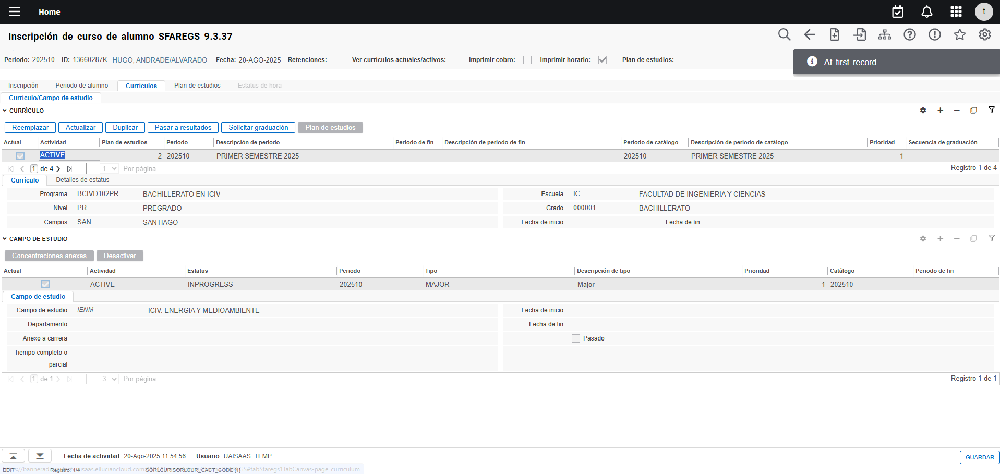 Home
t
Inscripción de curso de alumno SFAREGS 9.3.37
Periodo: 202510 ID: 13660287K HUGO, ANDRADE/ALVARADO Fecha: 20-AGO-2025 Retenciones: Ver currículos actuales/activos: Imprimir cobro: Imprimir horario: Plan de estudios:
At first record.
Inscripción Periodo de alumno Currículos Plan de estudios Estatus de hora
Currículo/Campo de estudio
CURRÍCULO
Reemplazar Actualizar Duplicar Pasar a resultados Solicitar graduación Plan de estudios
Actual Actividad Plan de estudios Periodo Descripción de periodo Periodo de fin Descripción de periodo de fin Periodo de catálogo Descripción de periodo de catálogo Prioridad Secuencia de graduación
ACTIVE 2 202510 PRIMER SEMESTRE 2025 202510 PRIMER SEMESTRE 2025 1
1 de 4 1 Por página Registro 1 de 4
Currículo Detalles de estatus
Programa BCIVD102PR BACHILLERATO EN ICIV Escuela IC FACULTAD DE INGENIERIA Y CIENCIAS
Nivel PR PREGRADO Grado 000001 BACHILLERATO
Campus SAN SANTIAGO Fecha de inicio Fecha de fin
CAMPO DE ESTUDIO
Concentraciones anexas Desactivar
Actual Actividad Estatus Periodo Tipo Descripción de tipo Prioridad Catálogo Periodo de fin
ACTIVE INPROGRESS 202510 MAJOR Major 1 202510
Campo de estudio
Campo de estudio IENM ICIV. ENERGIA Y MEDIOAMBIENTE Fecha de inicio
Departamento Fecha de fin
Anexo a carrera Pasado
Tiempo completo o
parcial
1 de 1 3 Por página Registro 1 de 1
Fecha de actividad 20-Ago-2025 11:54:56 Usuario UAISAAS_TEMP GUARDAR
EDIT Registro: 1/4 SORLCUR.SORLCUR_CACT_CODE [1]